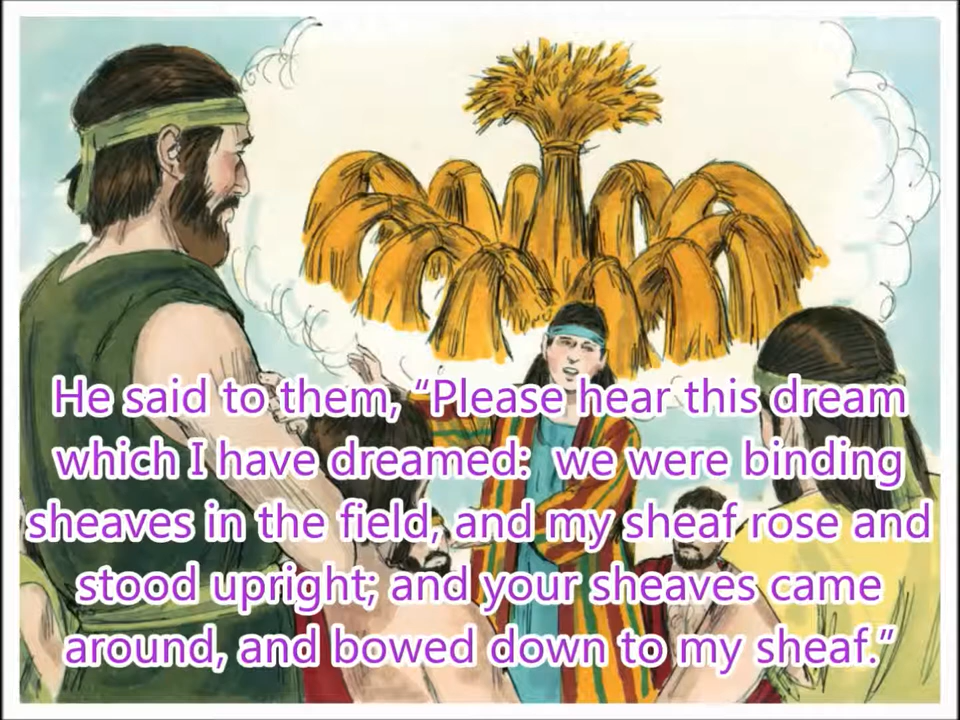 He said to them, “Please hear this dream
which I have dreamed:  we were binding
sheaves in the field, and my sheaf rose and
stood upright; and your sheaves came
around, and bowed down to my sheaf.”